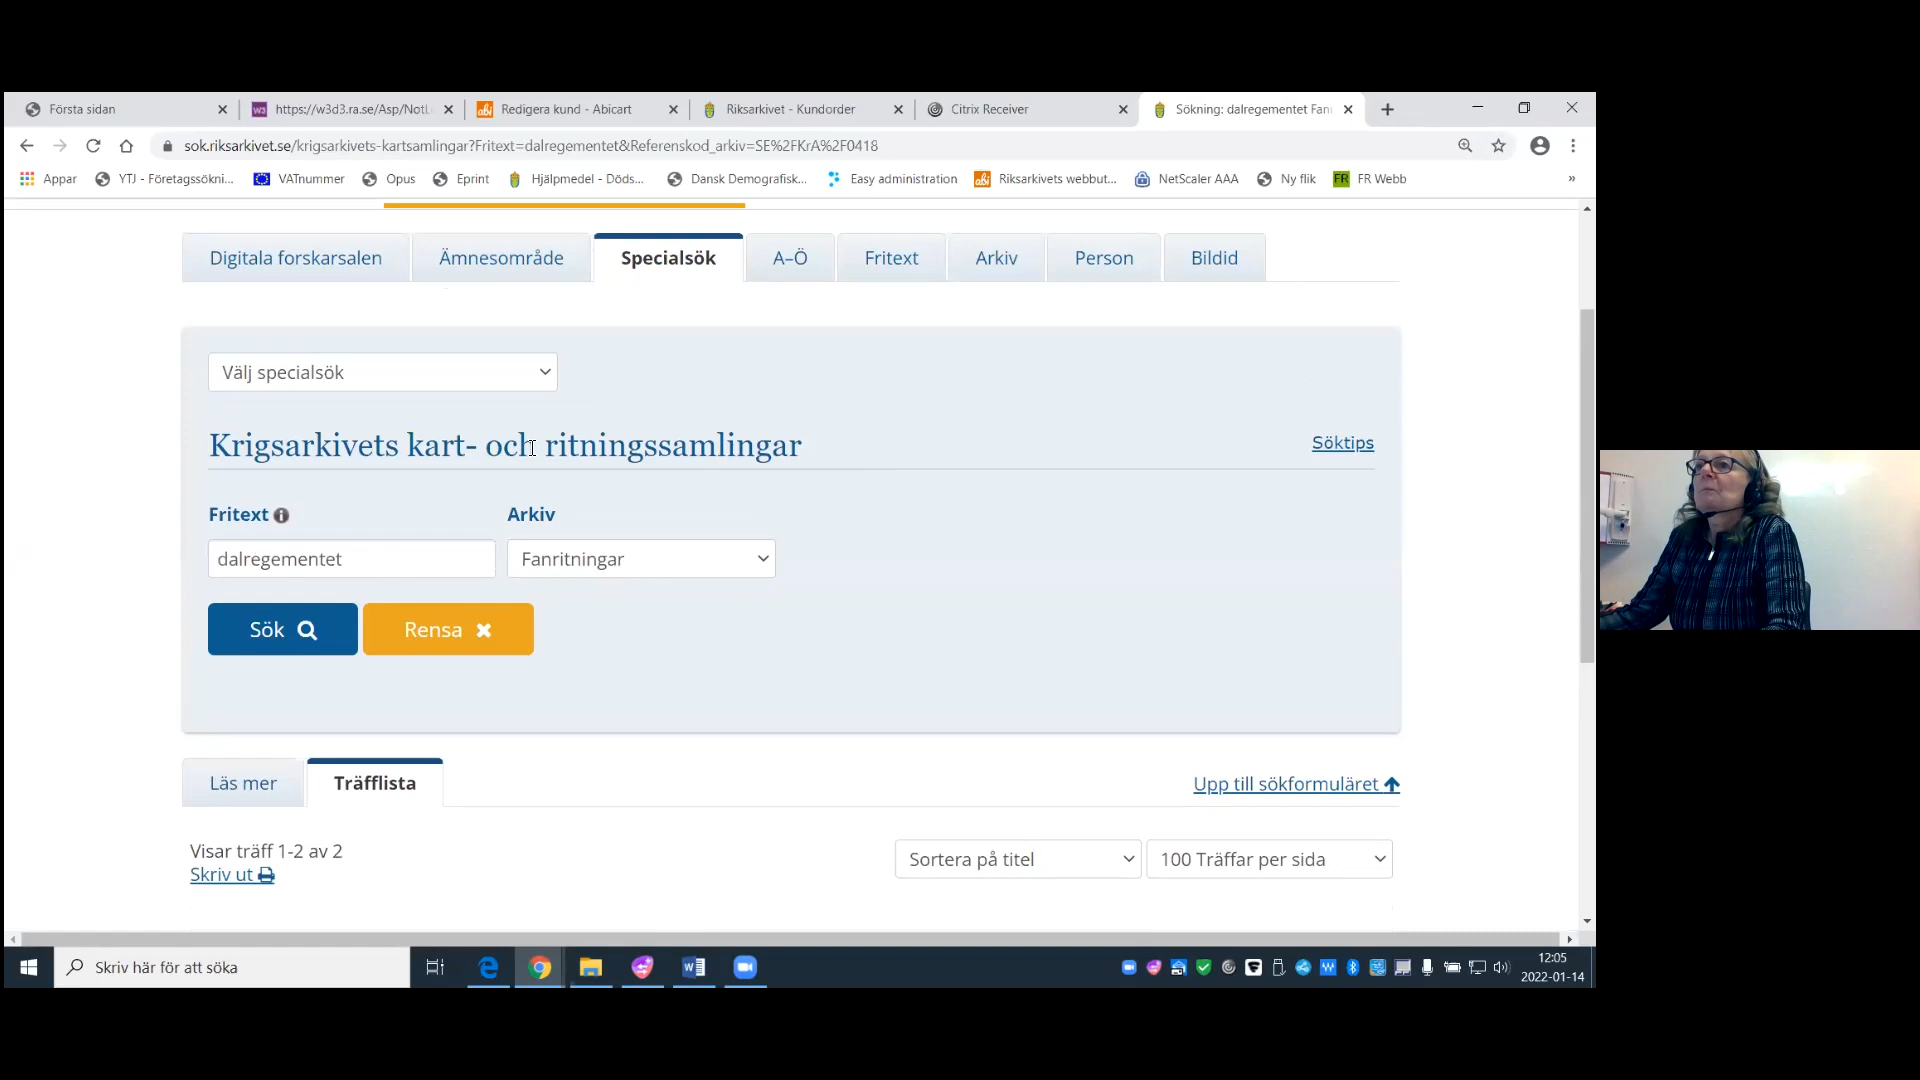 Första sidan
https://w3d3.ra.se/Asp/NotL
Redigera kund - Abicart
Riksarkivet - Kundorder
Citrix Receiver
Sökning: dalregementet Fan
sok.riksarkivet.se/krigsarkivets-kartsamlingar?Fritext=dalregementet&Referenskod_arkiv=SE%2FKrA%2F0418
Appar
YTJ - Företagssökni...
VATnummer
Opus
Eprint
Hjälpmedel - Döds...
Dansk Demografisk...
Easy administration
abi
Riksarkivets webbut...
NetScaler AAA
Ny flik
FR
FR Webb
»
Digitala forskarsalen
Ämnesområde
Specialsök
A–Ö
Fritext
Arkiv
Person
Bildid
Välj specialsök
Krigsarkivets kart- och ritningssamlingar
Söktips
Fritext
Arkiv
dalregementet
Fanritningar
Sök
Rensa
Läs mer
Träfflista
Upp till sökformuläret
Visar träff 1-2 av 2
Skriv ut
Sortera på titel
100 Träffar per sida
Skriv här för att söka
12:05
2022-01-14